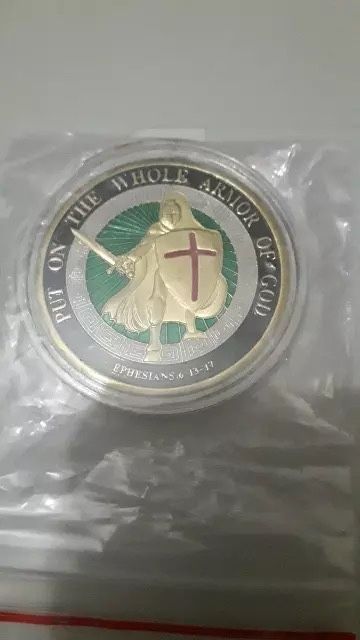 PUT ON THE WHOLE ARMOR OF GOD
EPHESIANS 6 13-17